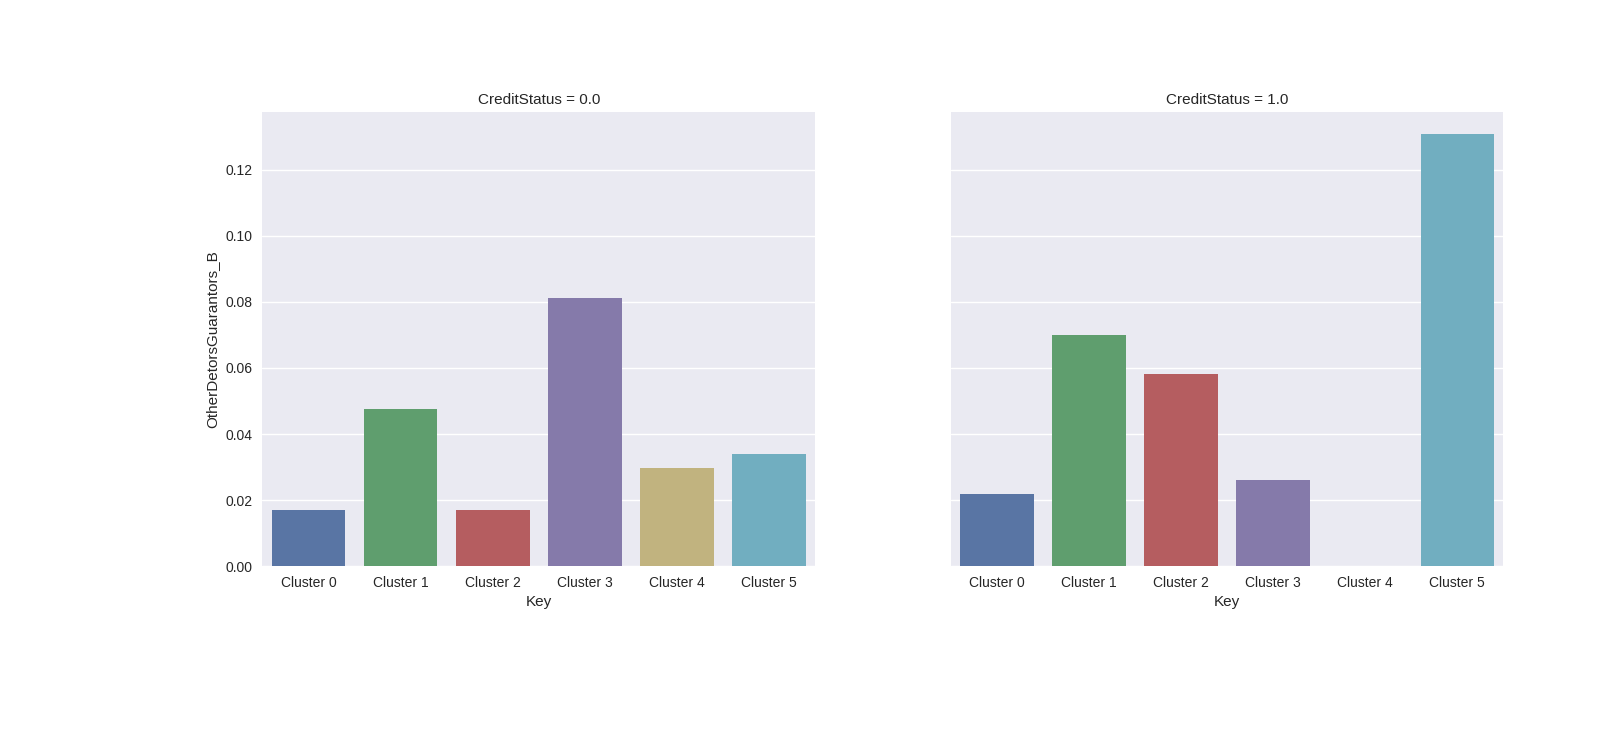 CreditStatus = 0.0
CreditStatus = 1.0
OtherDetorsGuarantors_B
0.12
0.10
0.08
0.06
0.04
0.02
0.00
Cluster 0 Cluster 1 Cluster 2 Cluster 3 Cluster 4 Cluster 5
Key
Cluster 0 Cluster 1 Cluster 2 Cluster 3 Cluster 4 Cluster 5
Key